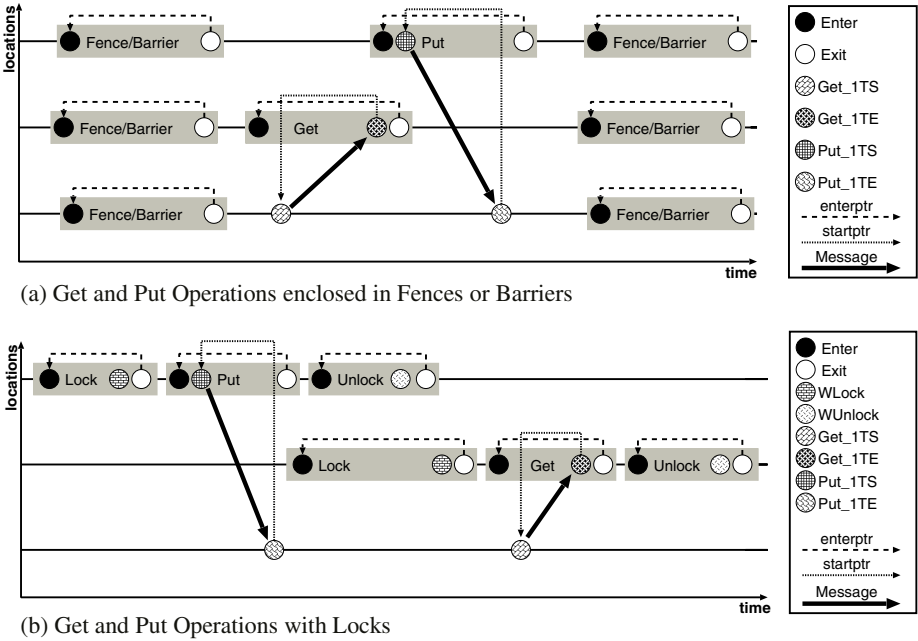 locations
Fence/Barrier
Put
Fence/Barrier
Fence/Barrier
Get
Fence/Barrier
Fence/Barrier
Fence/Barrier
time
Enter
Exit
Get_1TS
Get_1TE
Put_1TS
Put_1TE
enterptr
startptr
Message
(a) Get and Put Operations enclosed in Fences or Barriers
locations
Lock
Put
Unlock
Lock
Get
Unlock
time
Enter
Exit
WLock
WUnlock
Get_1TS
Get_1TE
Put_1TS
Put_1TE
enterptr
startptr
Message
(b) Get and Put Operations with Locks